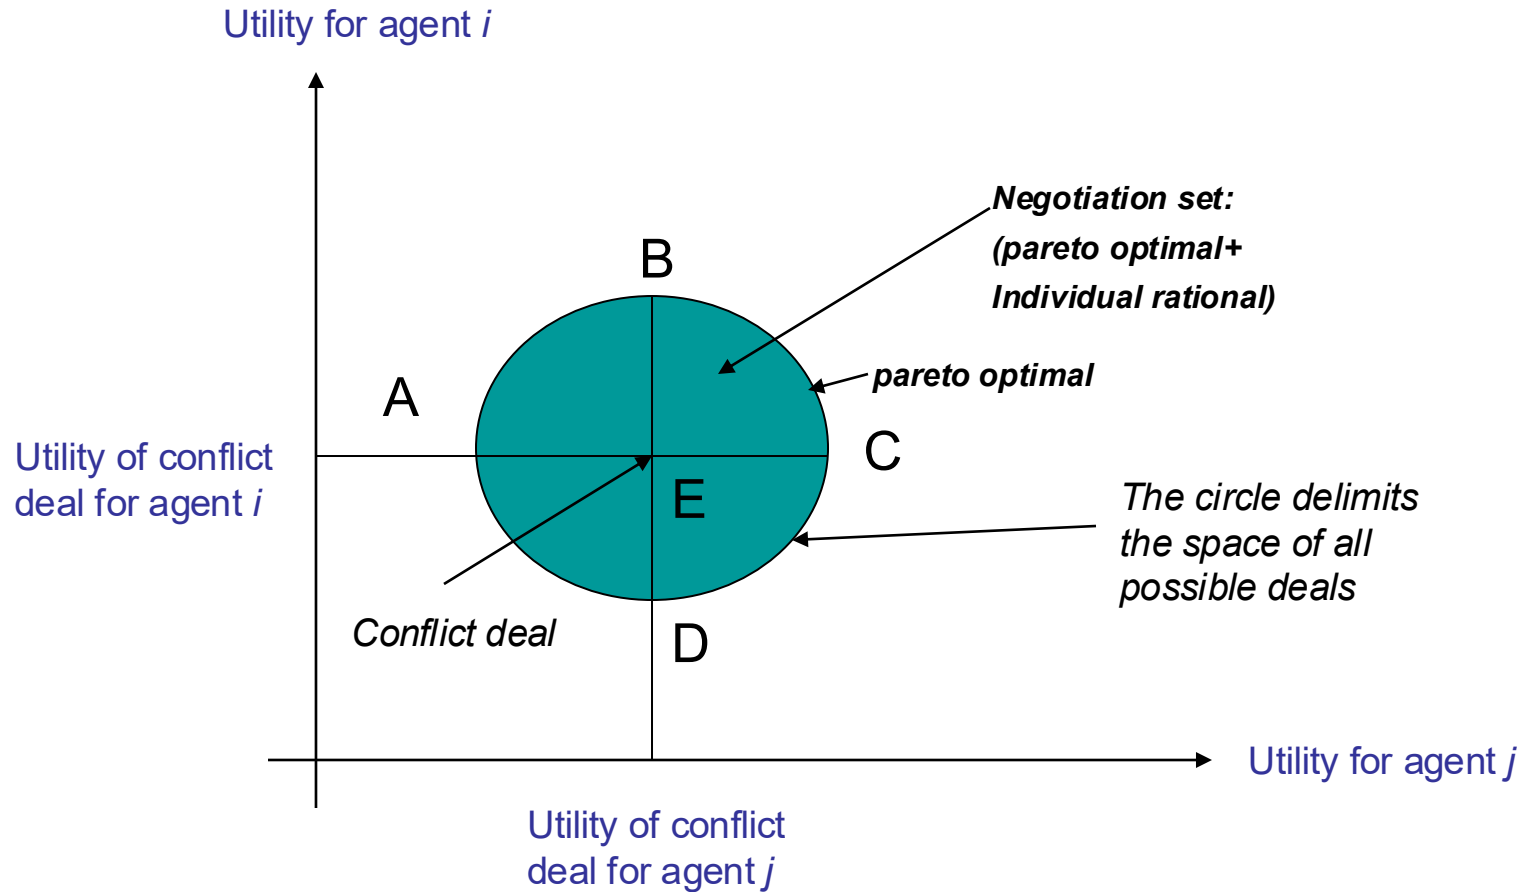 Utility for agent i
Negotiation set:
(pareto optimal+
Individual rational)
B
pareto optimal
A
C
Utility of conflict
deal for agent i
E
The circle delimits
the space of all
possible deals
Conflict deal
D
Utility for agent j
Utility of conflict
deal for agent j